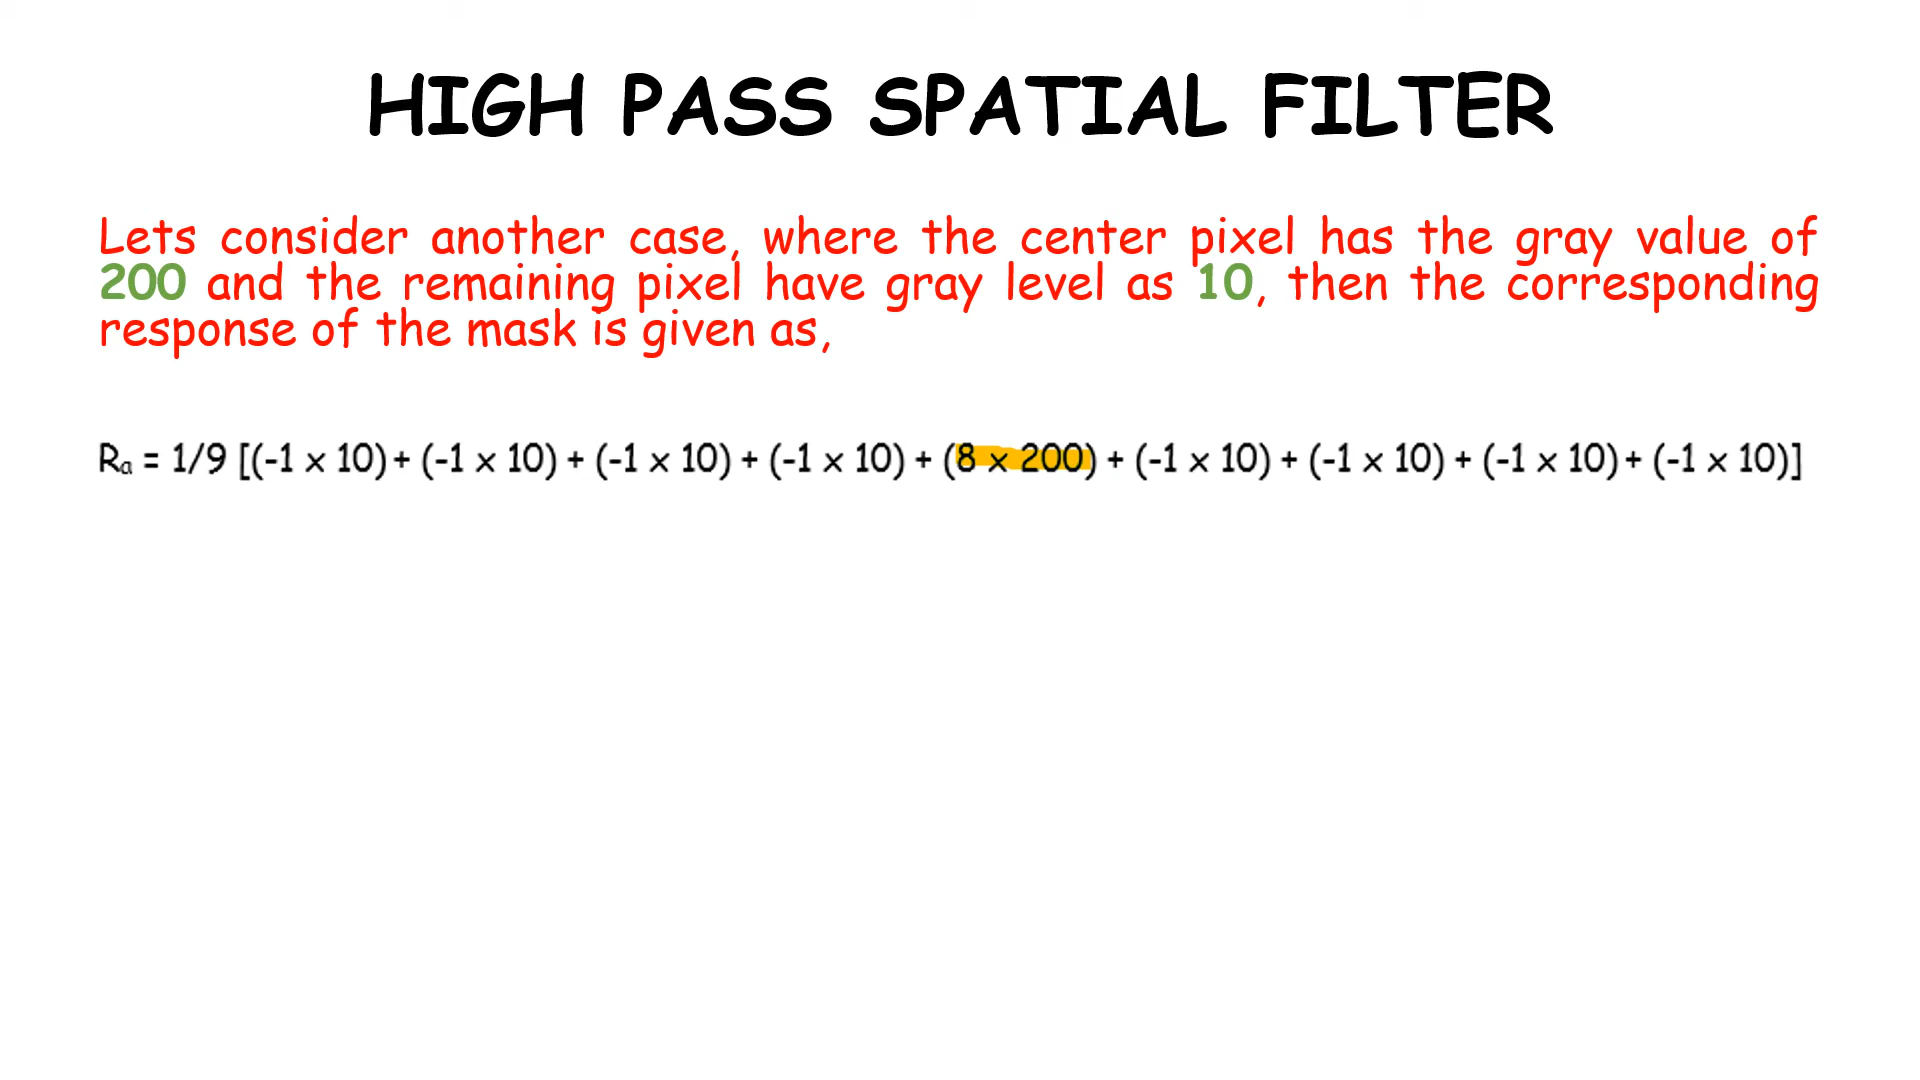 HIGH PASS SPATIAL FILTER
Lets consider another case, where the center pixel has the gray value of
200 and the remaining pixel have gray level as 10, then the corresponding
response of the mask is given as,
Rₐ = 1/9 [(-1 x 10) + (-1 x 10) + (-1 x 10) + (-1 x 10) + (8 x 200) + (-1 x 10) + (-1 x 10) + (-1 x 10) + (-1 x 10)]